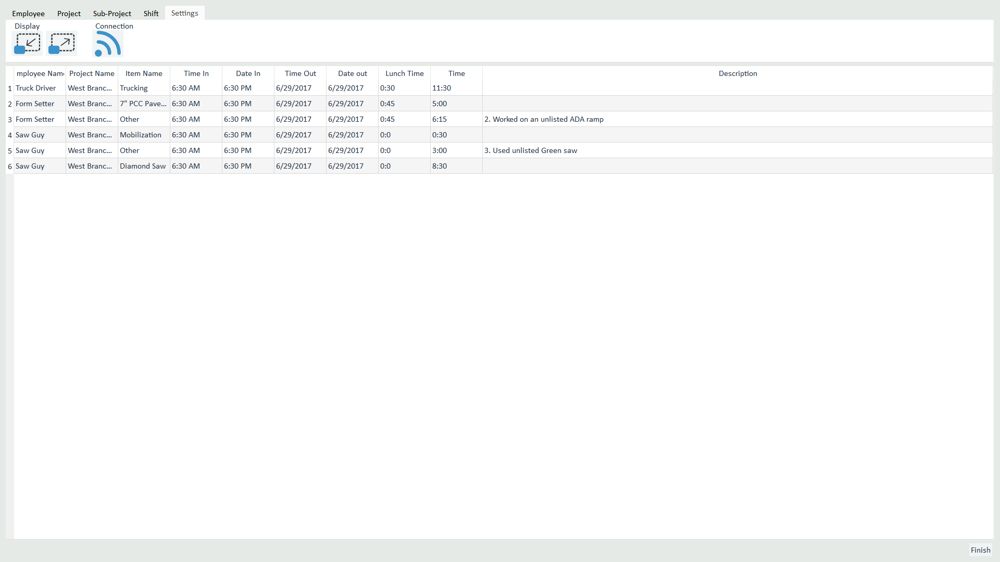 Employee Project Sub-Project Shift Settings
Display Connection
mployee Nam Project Name Item Name Time In Date In Time Out Date out Lunch Time Time Description
1 Truck Driver West Branc... Trucking 6:30 AM 6:30 PM 6/29/2017 6/29/2017 0:30 11:30
2 Form Setter West Branc... 7" PCC Pave... 6:30 AM 6:30 PM 6/29/2017 6/29/2017 0:45 5:00
3 Form Setter West Branc... Other 6:30 AM 6:30 PM 6/29/2017 6/29/2017 0:45 6:15 2. Worked on an unlisted ADA ramp
4 Saw Guy West Branc... Mobilization 6:30 AM 6:30 PM 6/29/2017 6/29/2017 0:0 0:30
5 Saw Guy West Branc... Other 6:30 AM 6:30 PM 6/29/2017 6/29/2017 0:0 3:00 3. Used unlisted Green saw
6 Saw Guy West Branc... Diamond Saw 6:30 AM 6:30 PM 6/29/2017 6/29/2017 0:0 8:30
Finish